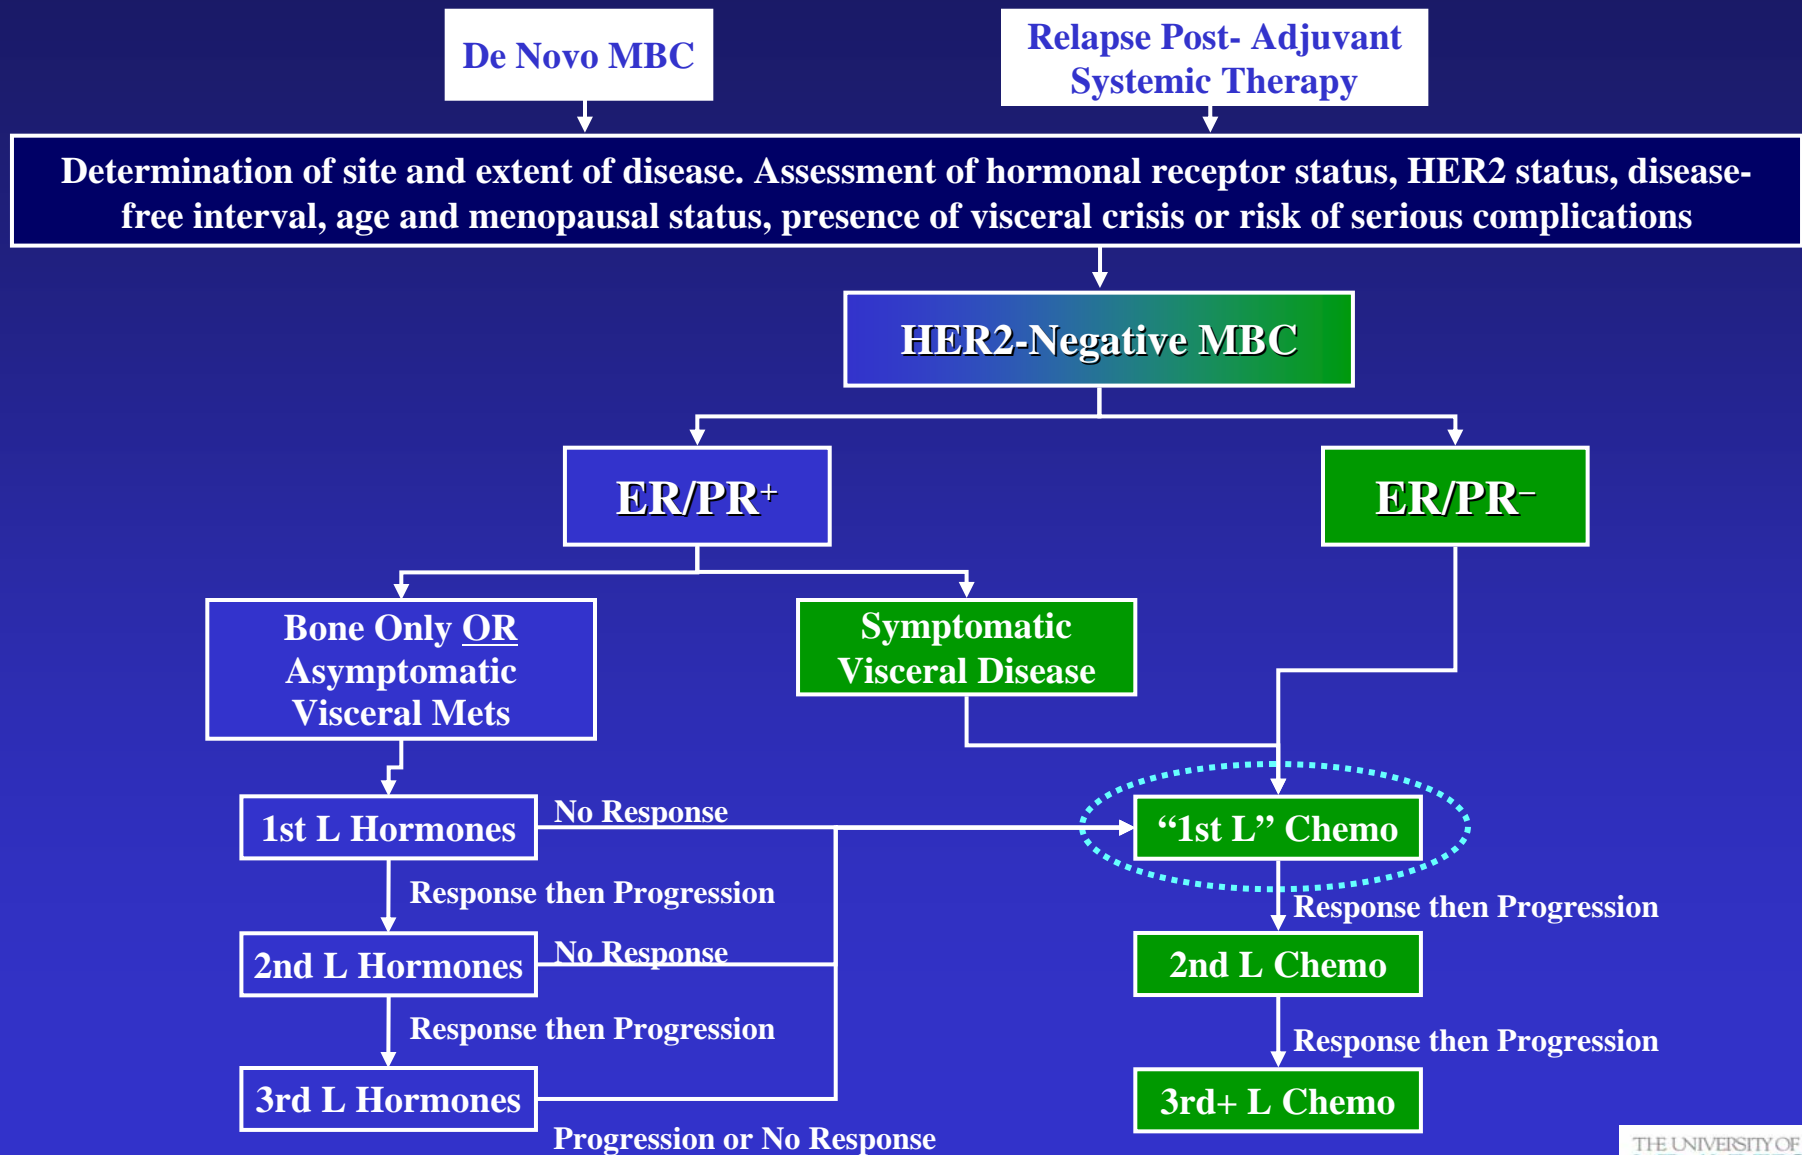 De Novo MBC
Relapse Post- Adjuvant
Systemic Therapy
Determination of site and extent of disease. Assessment of hormonal receptor status, HER2 status, disease-
free interval, age and menopausal status, presence of visceral crisis or risk of serious complications
HER2-Negative MBC
ER/PR⁺
ER/PR⁻
Bone Only OR
Asymptomatic
Visceral Mets
Symptomatic
Visceral Disease
1st L Hormones
No Response
“1st L” Chemo
Response then Progression
Response then Progression
2nd L Hormones
No Response
2nd L Chemo
Response then Progression
Response then Progression
3rd L Hormones
3rd+ L Chemo
Progression or No Response
THE UNIVERSITY OF